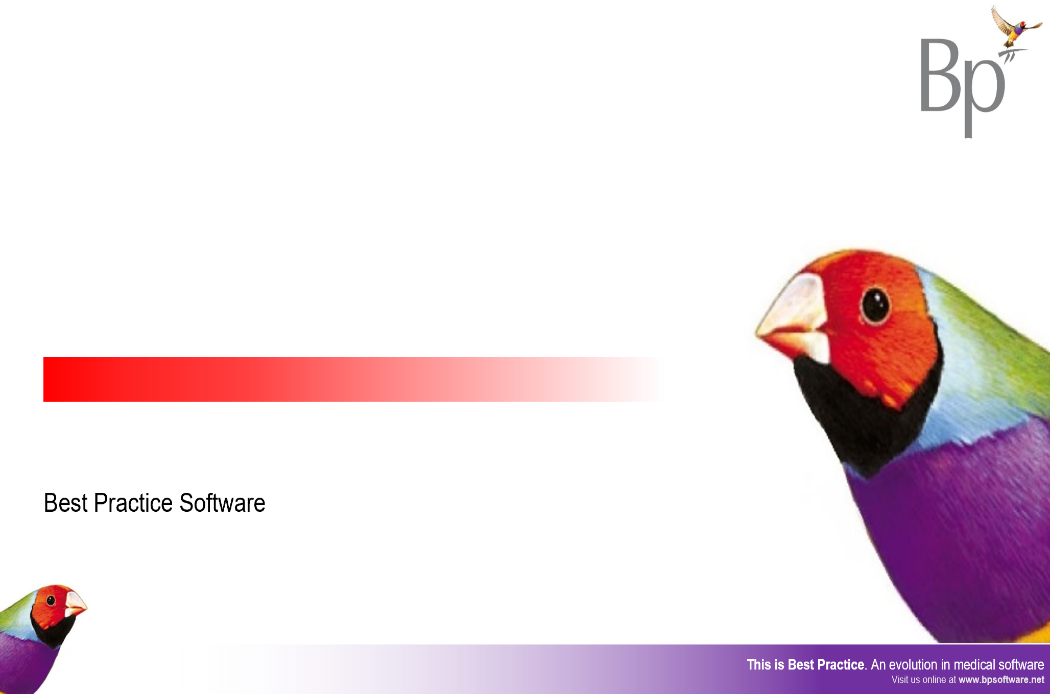 Bp
Best Practice Software
This is Best Practice. An evolution in medical software
Visit us online at www.bpsoftware.net